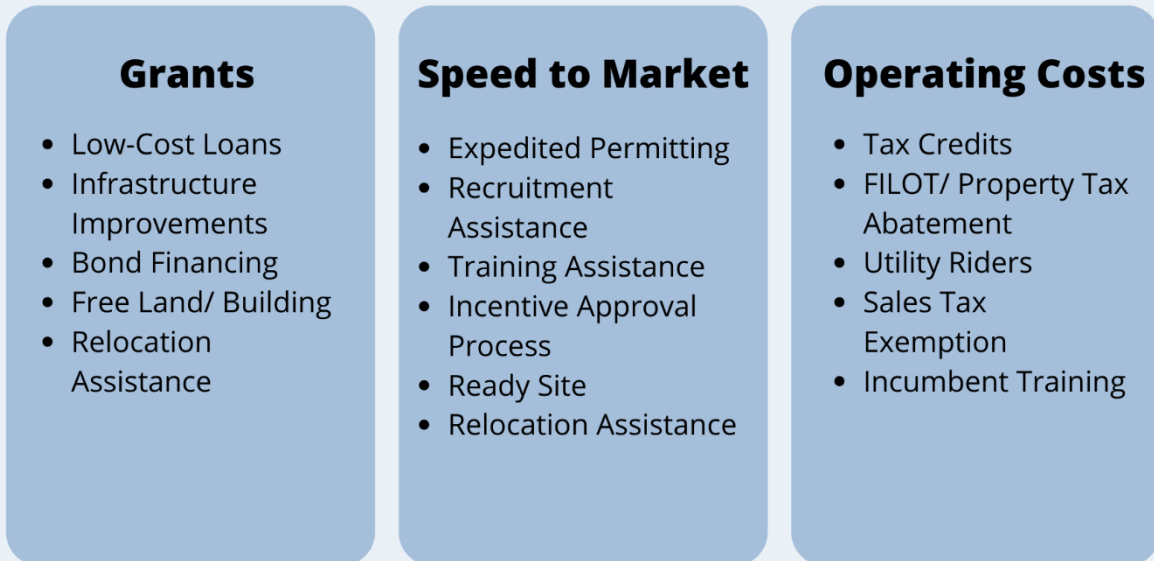 Grants
• Low-Cost Loans
• Infrastructure
Improvements
• Bond Financing
• Free Land/ Building
• Relocation
Assistance
Speed to Market
• Expedited Permitting
• Recruitment
Assistance
• Training Assistance
• Incentive Approval
Process
• Ready Site
• Relocation Assistance
Operating Costs
• Tax Credits
• FILOT/ Property Tax
Abatement
• Utility Riders
• Sales Tax
Exemption
• Incumbent Training